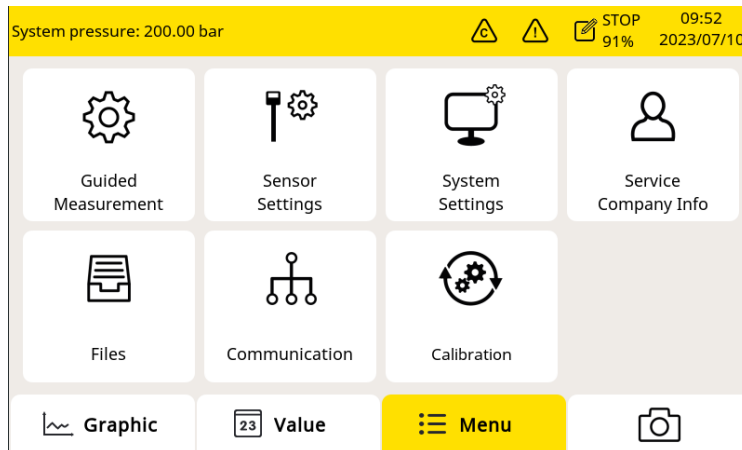 System pressure: 200.00 bar
C
!
STOP
91%
09:52
2023/07/10
Guided
Measurement
Sensor
Settings
System
Settings
Service
Company Info
Files
Communication
Calibration
Graphic
23
Value
Menu